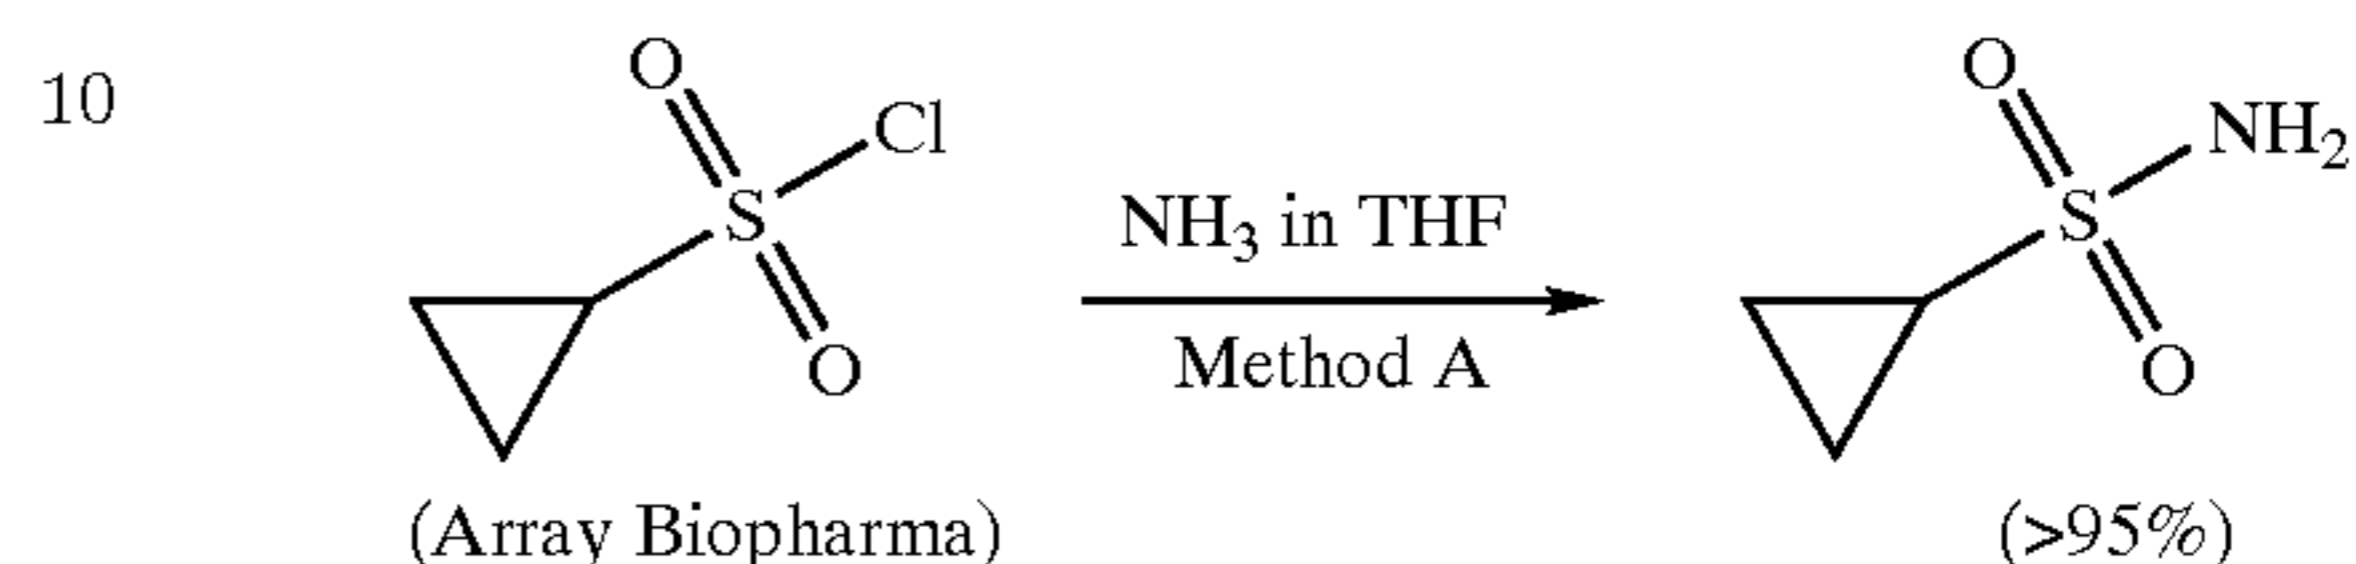 10
O
Cl
S
O
NH3 in THF
Method A
O
NH2
S
O
(Array Biopharma)
(>95%)